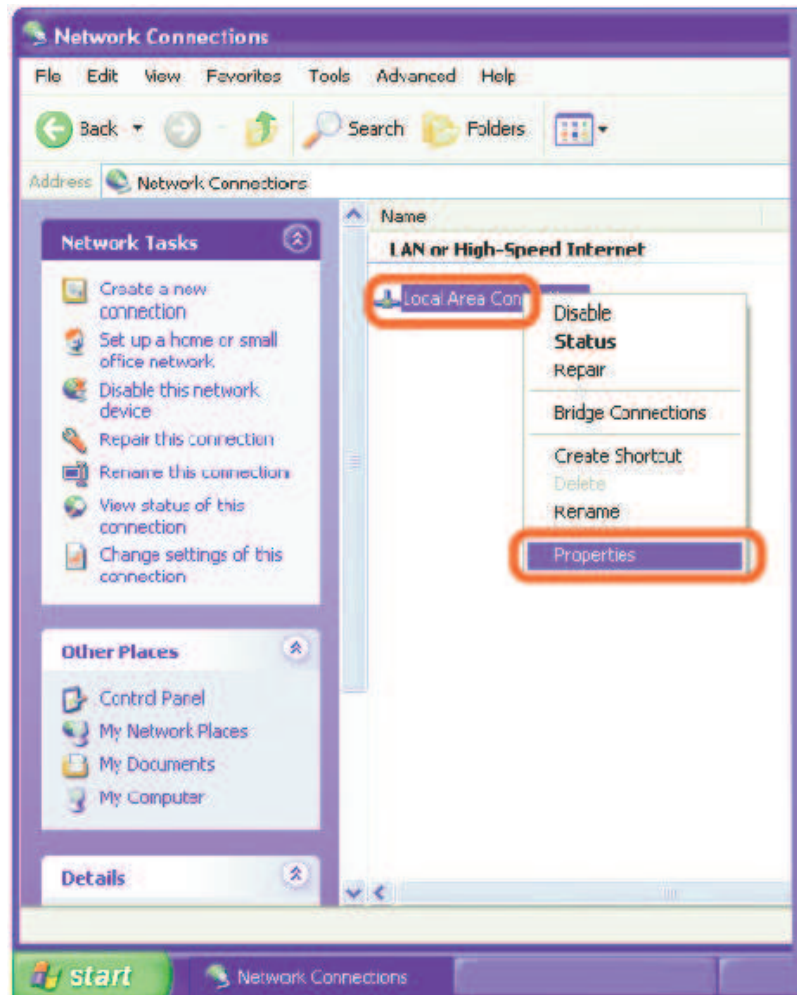 Network Connections
File Edit View Favorites Tools Advanced Help
Back Search Folders
Address Network Connections
Network Tasks
Create a new
connection
Set up a home or small
office network
Disable this network
device
Repair this connection
Rename this connection
View status of this
connection
Change settings of this
connection
Other Places
Control Panel
My Network Places
My Documents
My Computer
Details
Name
LAN or High-Speed Internet
Local Area Con
Disable
Status
Repair
Bridge Connections
Create Shortcut
Delete
Rename
Properties
start Network Connections